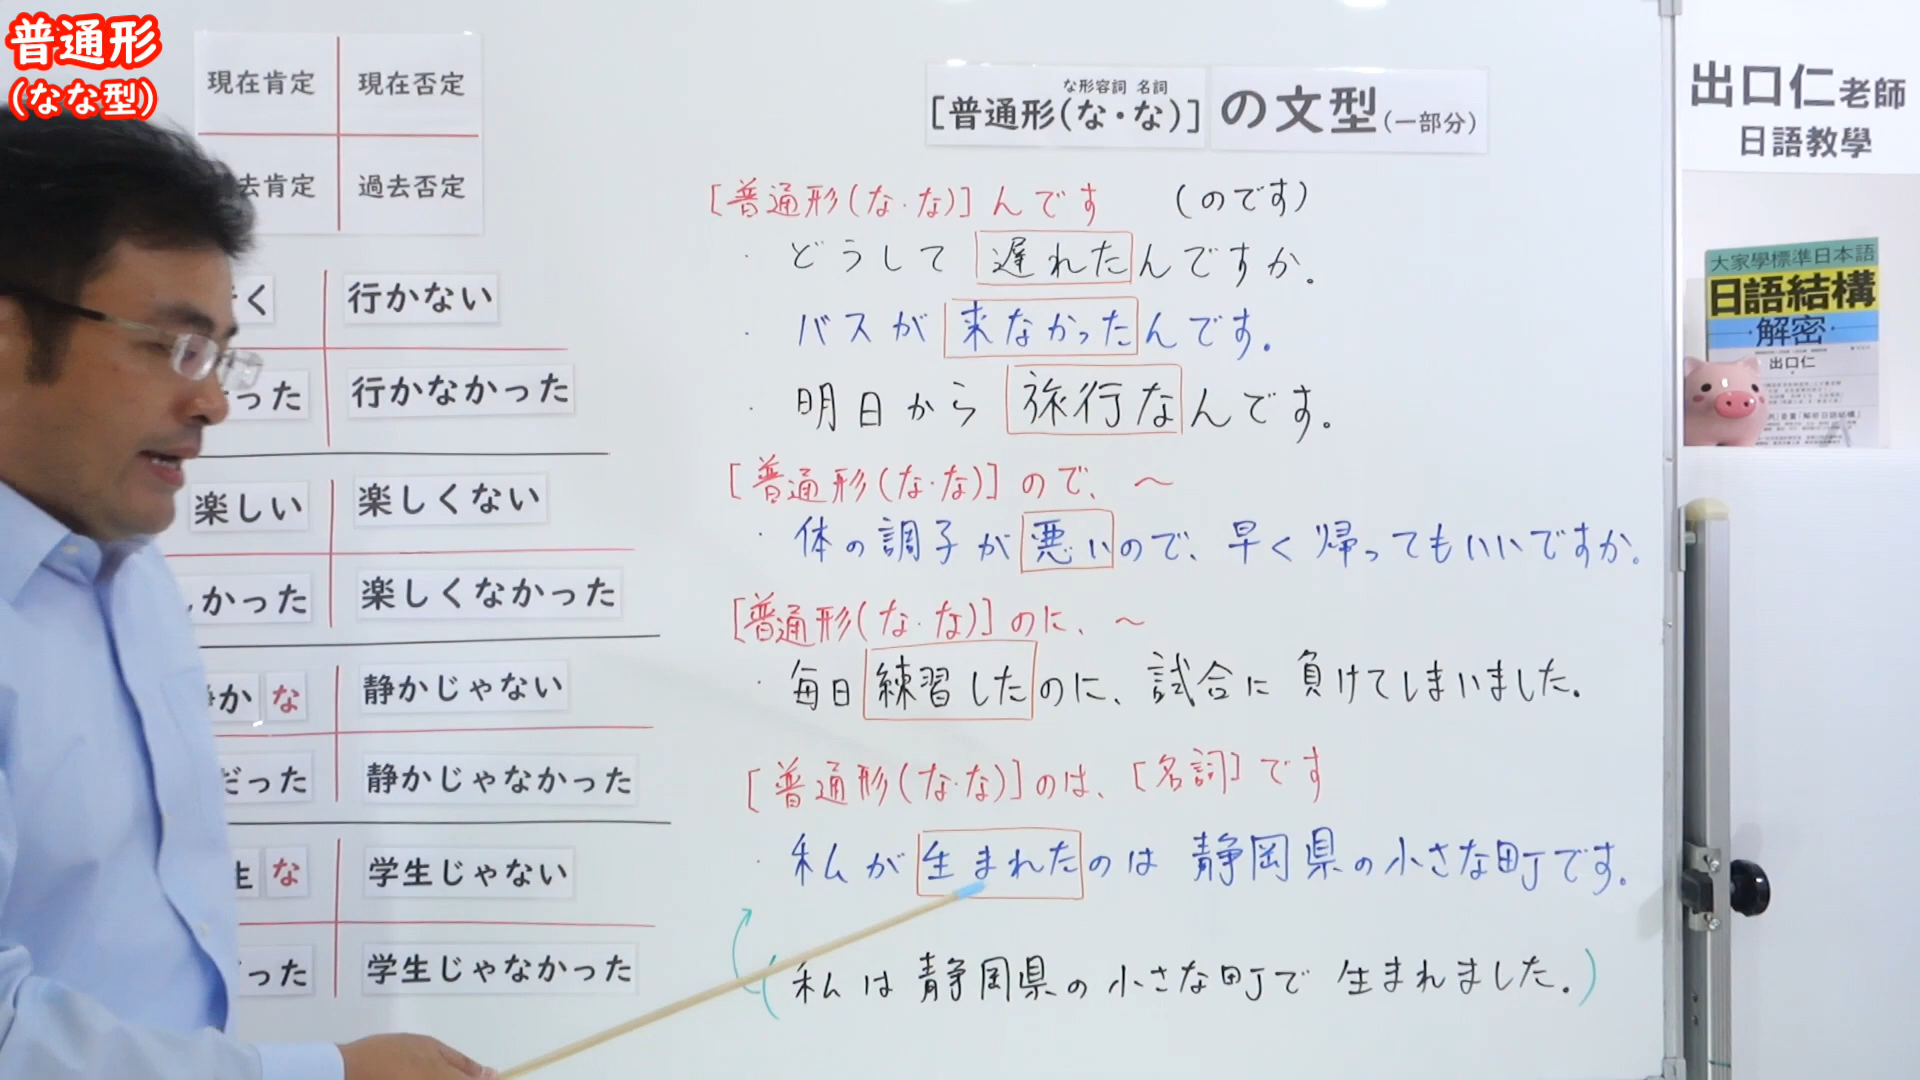 普通形
(なな型)
現在肯定 現在否定
去肯定 過去否定
く 行かない
った 行かなかった
楽しい 楽しくない
かった 楽しくなかった
か な 静かじゃない
だった 静かじゃなかった
生 な 学生じゃない
った 学生じゃなかった
な形容詞 名詞
[普通形(な・な)] の文型(一部分)
[普通形(な・な)]んです (のです)
・どうして遅れたんですか。
・バスが来なかったんです。
・明日から旅行なんです。
[普通形(な・な)]ので、～
・体の調子が悪いので、早く帰ってもいいですか。
[普通形(な・な)]のに、～
・毎日練習したのに、試合に負けてしまいました。
[普通形(な・な)]のは、[名詞]です
・私が生まれたのは静岡県の小さな町です。
(私は静岡県の小さな町で生まれました。)
出口仁老師
日語教學
大家學標準日本語
日語結構
・解密・
出口仁